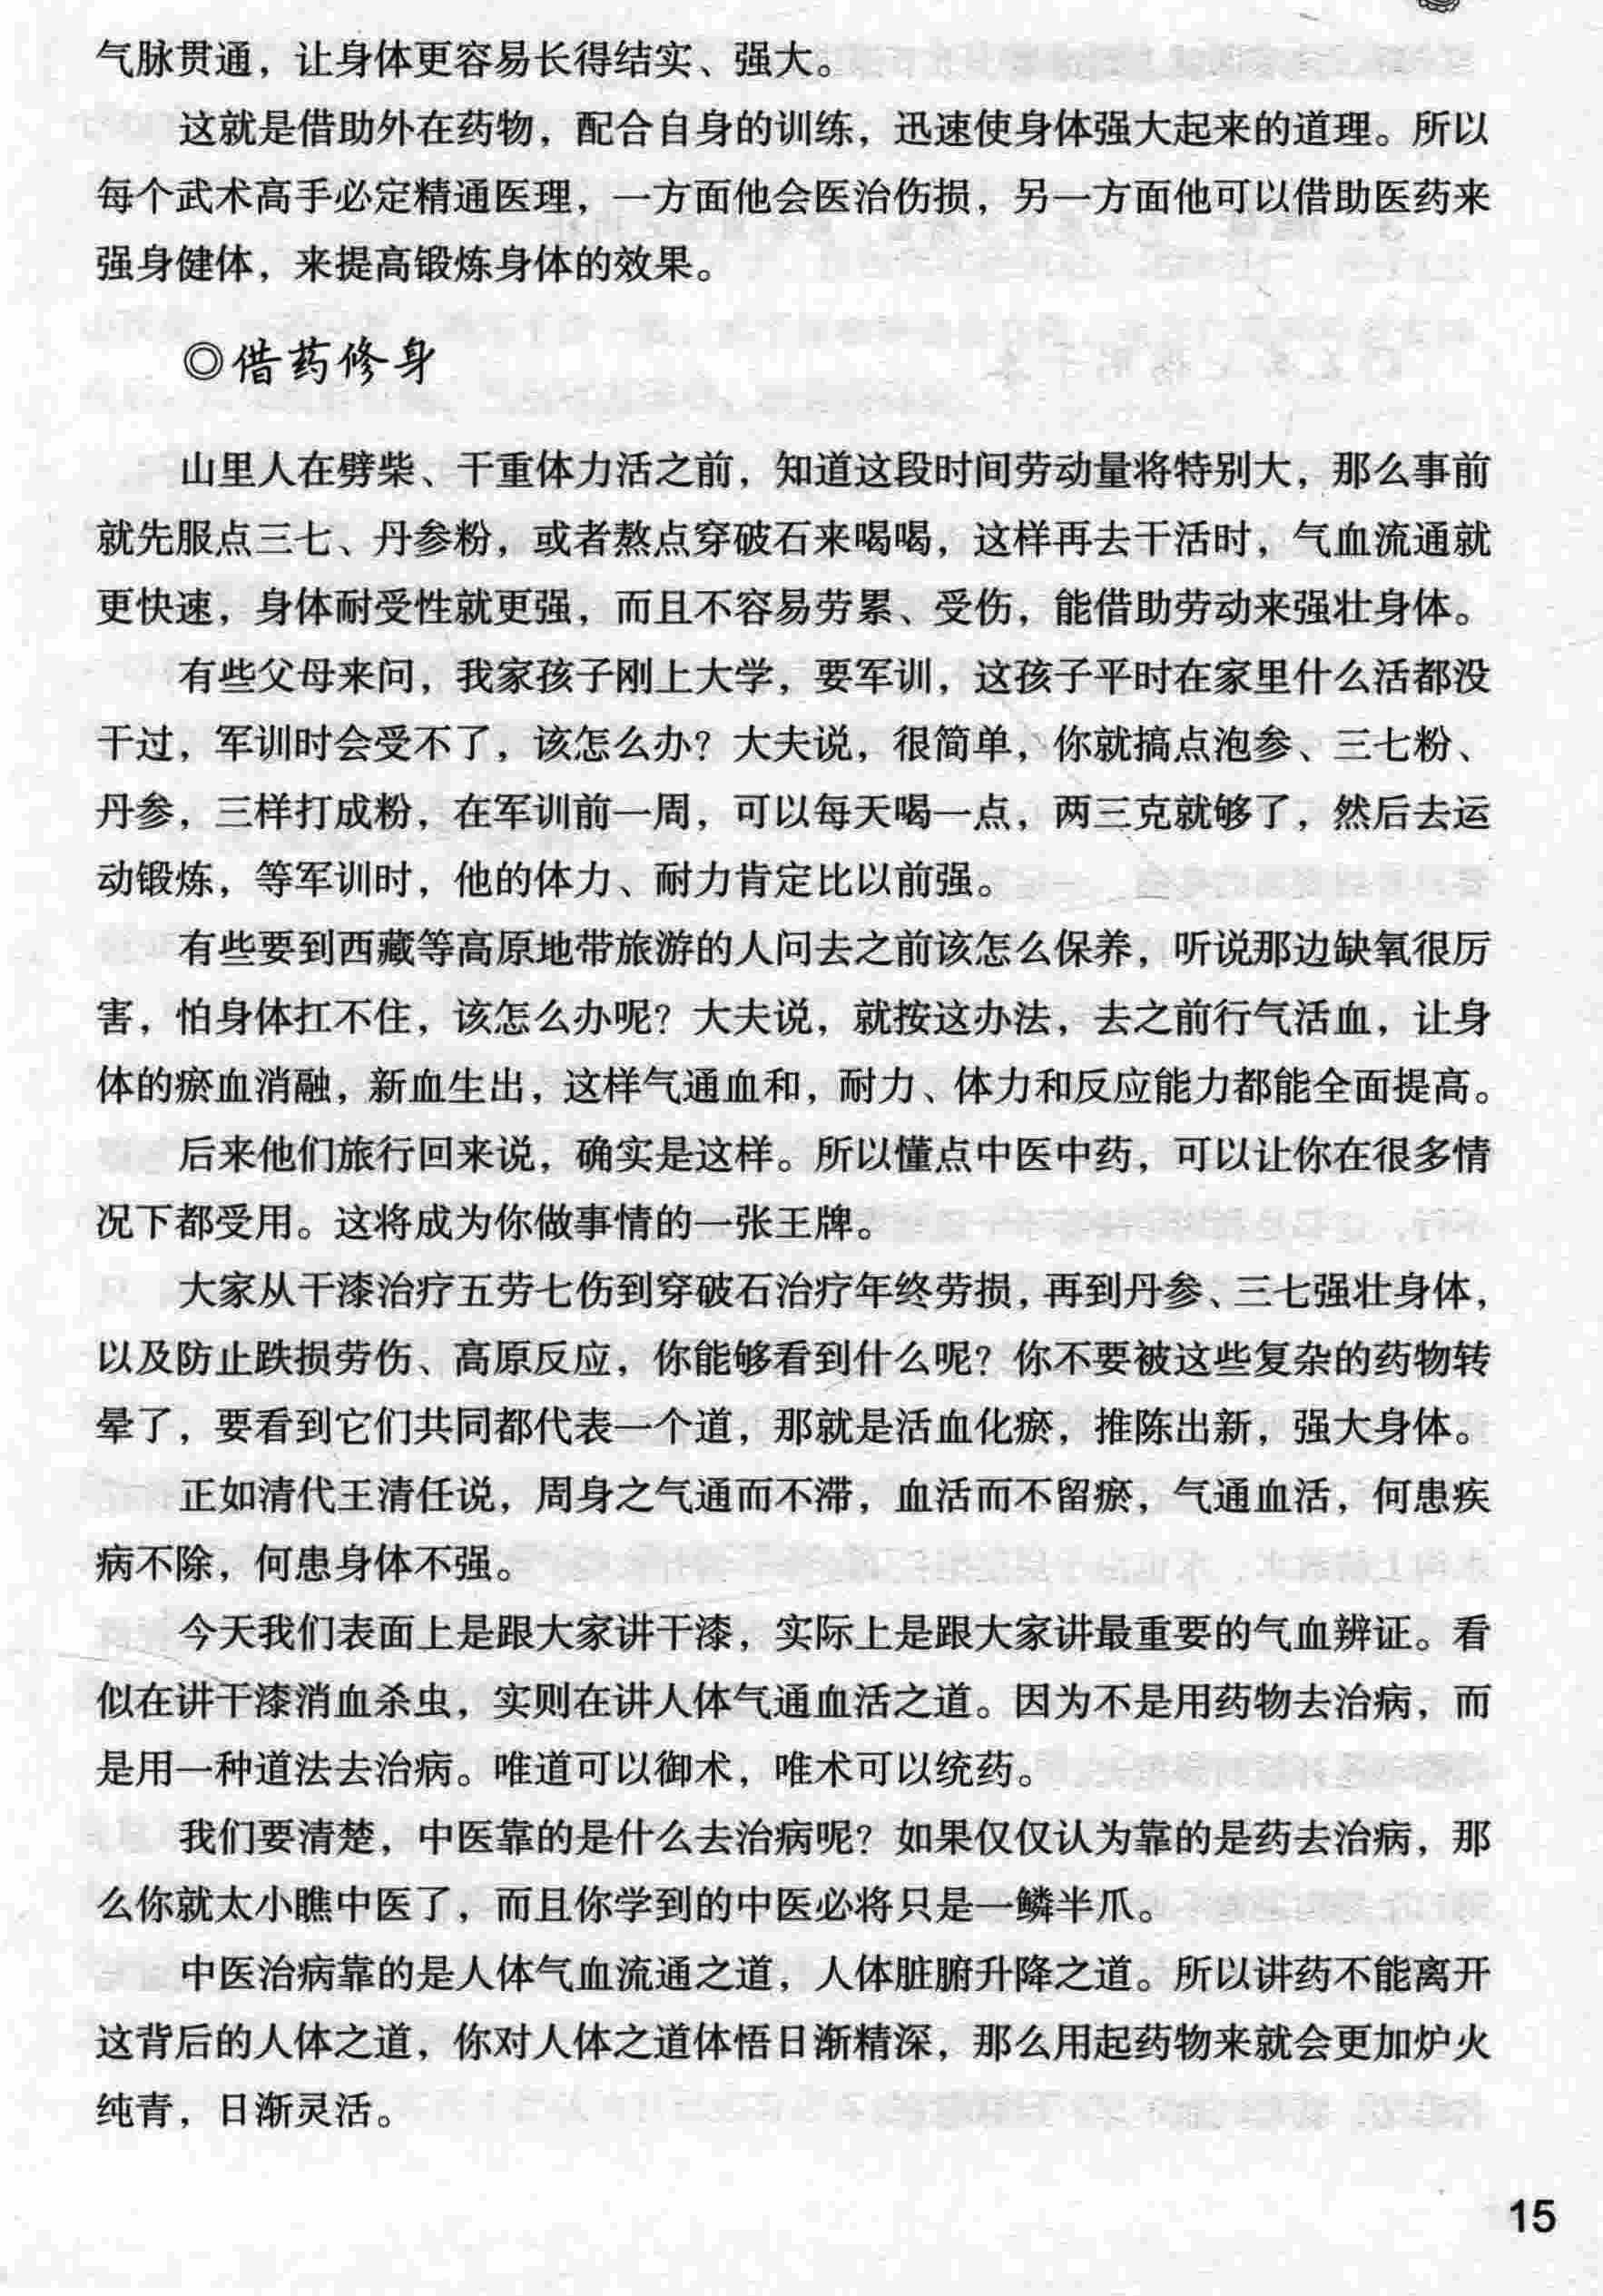 气脉贯通，让身体更容易长得结实、强大。
这就是借助外在药物，配合自身的训练，迅速使身体强大起来的道理。所以
每个武术高手必定精通医理，一方面他会医治伤损，另一方面他可以借助医药来
强身健体，来提高锻炼身体的效果。
◎借药修身
山里人在劈柴、干重体力活之前，知道这段时间劳动量将特别大，那么事前
就先服点三七、丹参粉，或者熬点穿破石来喝喝，这样再去干活时，气血流通就
更快速，身体耐受性就更强，而且不容易劳累、受伤，能借助劳动来强壮身体。
有些父母来问，我家孩子刚上大学，要军训，这孩子平时在家里什么活都没
干过，军训时会受不了，该怎么办？大夫说，很简单，你就搞点泡参、三七粉、
丹参，三样打成粉，在军训前一周，可以每天喝一点，两三克就够了，然后去运
动锻炼，等军训时，他的体力、耐力肯定比以前强。
有些要到西藏等高原地带旅游的人问去之前该怎么保养，听说那边缺氧很厉
害，怕身体扛不住，该怎么办呢？大夫说，就按这办法，去之前行气活血，让身
体的瘀血消融，新血生出，这样气通血和，耐力、体力和反应能力都能全面提高。
后来他们旅行回来说，确实是这样。所以懂点中医中药，可以让你在很多情
况下都受用。这将成为你做事情的一张王牌。
大家从干漆治疗五劳七伤到穿破石治疗年终劳损，再到丹参、三七强壮身体，
以及防止跌损劳伤、高原反应，你能够看到什么呢？你不要被这些复杂的药物转
晕了，要看到它们共同都代表一个道，那就是活血化瘀，推陈出新，强大身体。
正如清代王清任说，周身之气通而不滞，血活而不留瘀，气通血活，何患疾
病不除，何患身体不强。
今天我们表面上是跟大家讲干漆，实际上是跟大家讲最重要的气血辨证。看
似在讲干漆消血杀虫，实则在讲人体气通血活之道。因为不是用药物去治病，而
是用一种道法去治病。唯道可以御术，唯术可以统药。
我们要清楚，中医靠的是什么去治病呢？如果仅仅认为靠的是药去治病，那
么你就太小瞧中医了，而且你学到的中医必将只是一鳞半爪。
中医治病靠的是人体气血流通之道，人体脏腑升降之道。所以讲药不能离开
这背后的人体之道，你对人体之道体悟日渐精深，那么用起药物来就会更加炉火
纯青，日渐灵活。
15